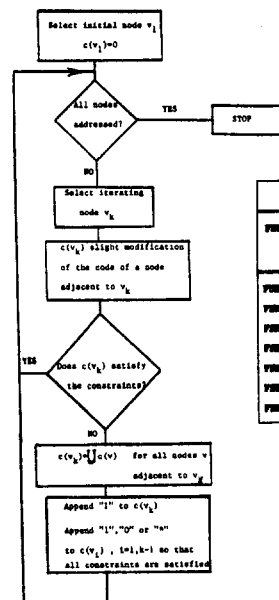 Select initial node v1
c(v1)=0
All nodes
addressed?
YES
STOP
NO
Select iterating
node vk
c(vk) slight modification
of the code of a node
adjacent to vk
Does c(vk) satisfy
the constraints?
YES
NO
c(vk)=⋃c(v) for all nodes v
adjacent to
Append "1" to c(vk)
Append "1","0" or "*"
to c(vi) , i=1,k-1 so that
all constraints are satisfied